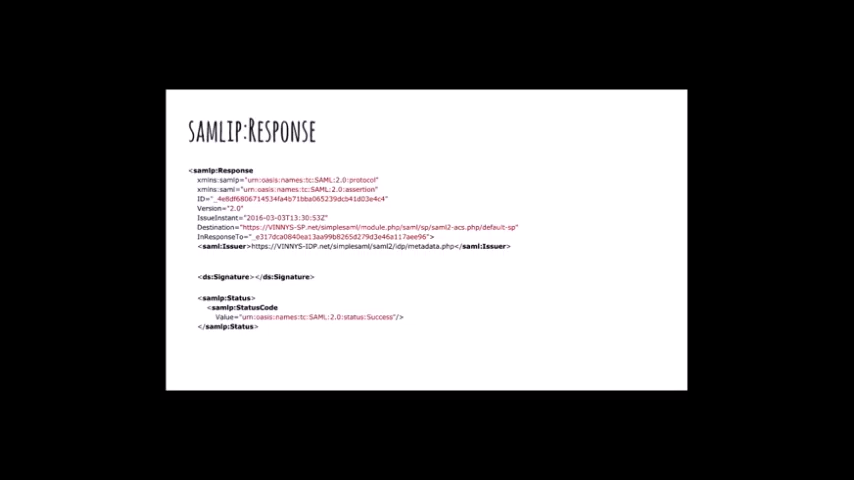 SAMLIP:RESPONSE
<samlp:Response
xmlns:samlp="urn:oasis:names:tc:SAML:2.0:protocol"
xmlns:saml="urn:oasis:names:tc:SAML:2.0:assertion"
ID="_4e8df6806714534fa4b71bba065239dcb41d03e4c4"
Version="2.0"
IssueInstant="2016-03-03T13:30:53Z"
Destination="https://VINNYS-SP.net/simplesaml/module.php/saml/sp/saml2-acs.php/default-sp"
InResponseTo="_e317dca0840ea13aa99b8265d279d3e46a117aee96">
<saml:Issuer>https://VINNYS-IDP.net/simplesaml/saml2/idp/metadata.php</saml:Issuer>
<ds:Signature></ds:Signature>
<samlp:Status>
<samlp:StatusCode
Value="urn:oasis:names:tc:SAML:2.0:status:Success"/>
</samlp:Status>